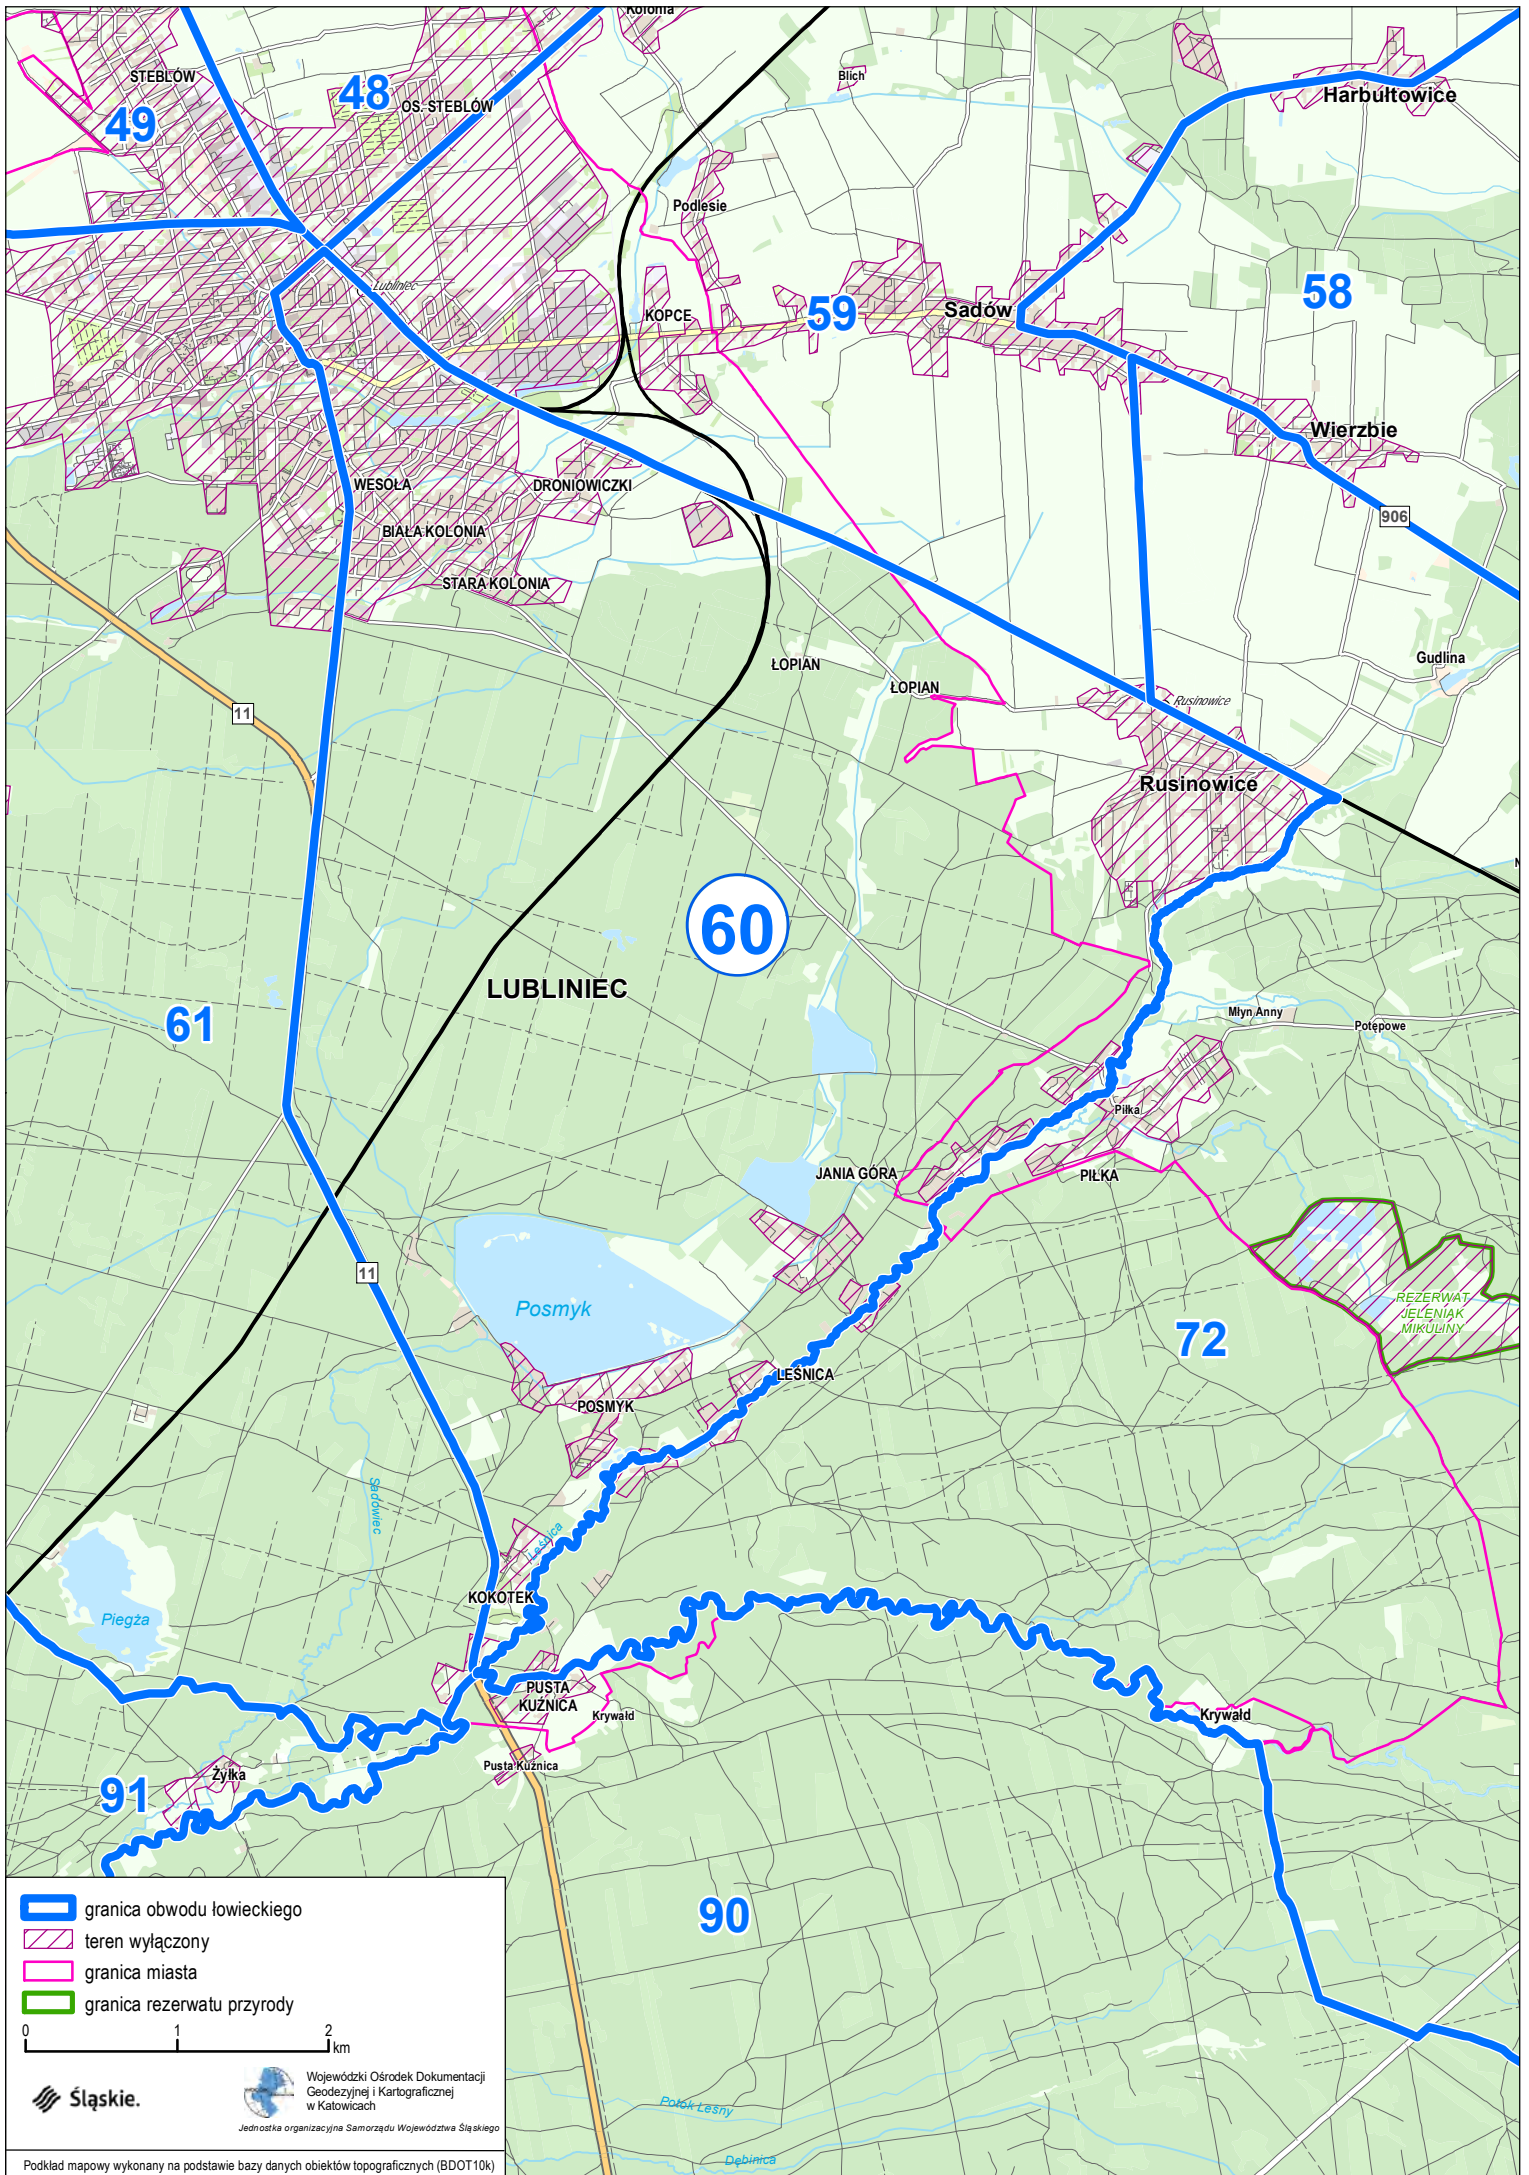 Kolonia
STEBLÓW
48
OS. STEBLÓW
49
Blich
Harbułtowice
Podlesie
Lubliniec
KOPCE
59
Sadów
58
Wierzbie
WESOŁA
DRONIOWICZKI
906
BIAŁA KOLONIA
STARA KOLONIA
ŁOPIAN
Gudlina
ŁOPIAN
Rusinowice
11
Rusinowice
60
LUBLINIEC
61
Młyn Anny
Potępowe
Piłka
JANIA GÓRA
PIŁKA
11
Posmyk
REZERWAT
JELENIAK
MIKULINY
72
LEŚNICA
POSMYK
Sadowiec
Leśnica
KOKOTEK
Piegża
PUSTA
KUŹNICA
Krywałd
Krywałd
Pusta Kuźnica
Żyłka
91
90
granica obwodu łowieckiego
teren wyłączony
granica miasta
granica rezerwatu przyrody
0 1 2
km
Śląskie.
Wojewódzki Ośrodek Dokumentacji
Geodezyjnej i Kartograficznej
w Katowicach
Jednostka organizacyjna Samorządu Województwa Śląskiego
Potok Leśny
Dębinica
Podkład mapowy wykonany na podstawie bazy danych obiektów topograficznych (BDOT10k)